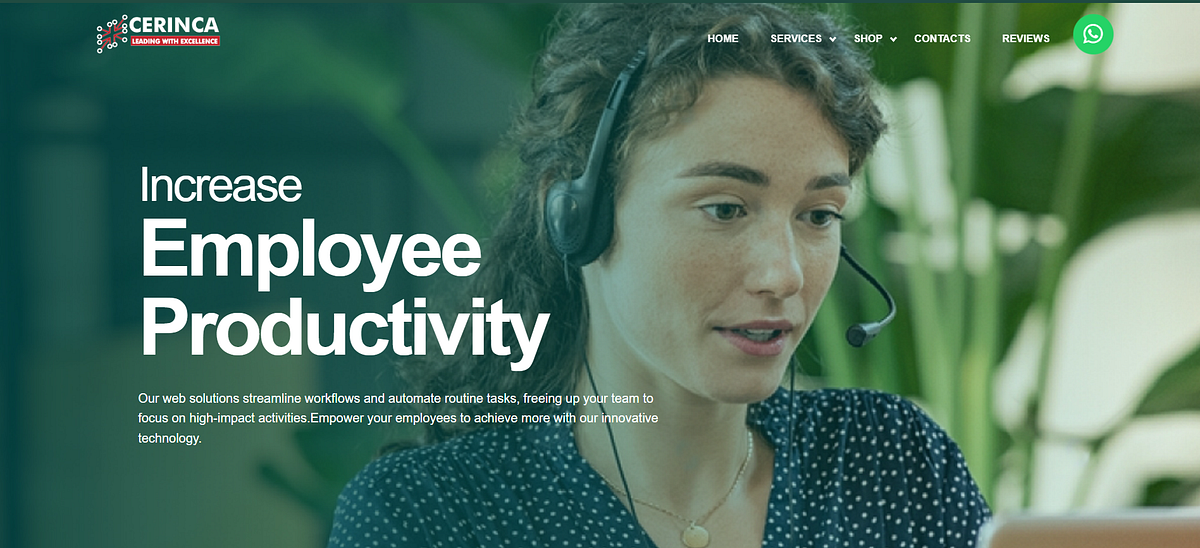 CERINCA
LEADING WITH EXCELLENCE
HOME
SERVICES
SHOP
CONTACTS
REVIEWS
Increase
Employee
Productivity
Our web solutions streamline workflows and automate routine tasks, freeing up your team to
focus on high-impact activities.Empower your employees to achieve more with our innovative
technology.